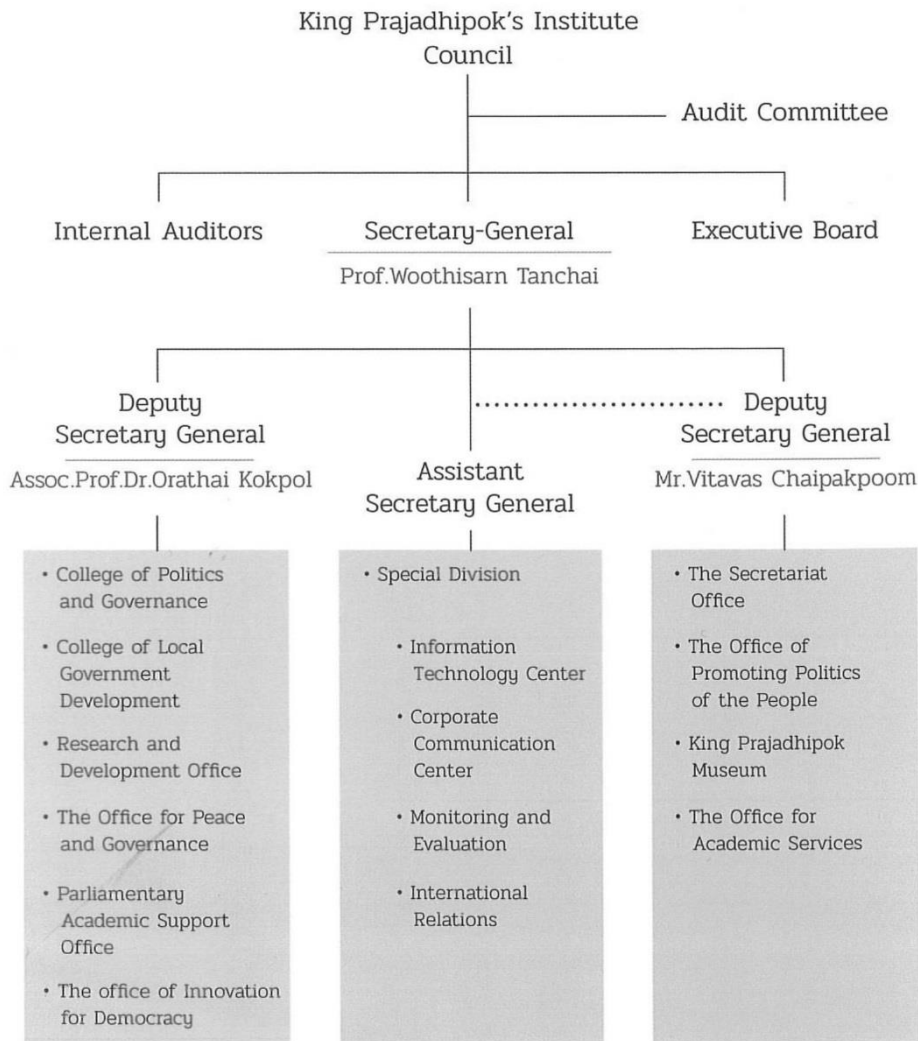 King Prajadhipok's Institute
Council
Audit Committee
Internal Auditors
Secretary-General
Prof.Woothisarn Tanchai
Executive Board
Deputy
Secretary General
Assoc.Prof.Dr.Orathai Kokpol
Assistant
Secretary General
Deputy
Secretary General
Mr.Vitavas Chaipakpoom
• College of Politics
and Governance
• College of Local
Government
Development
• Research and
Development Office
• The Office for Peace
and Governance
• Parliamentary
Academic Support
Office
• The office of Innovation
for Democracy
• Special Division
• Information
Technology Center
• Corporate
Communication
Center
• Monitoring and
Evaluation
• International
Relations
• The Secretariat
Office
• The Office of
Promoting Politics
of the People
• King Prajadhipok
Museum
• The Office for
Academic Services